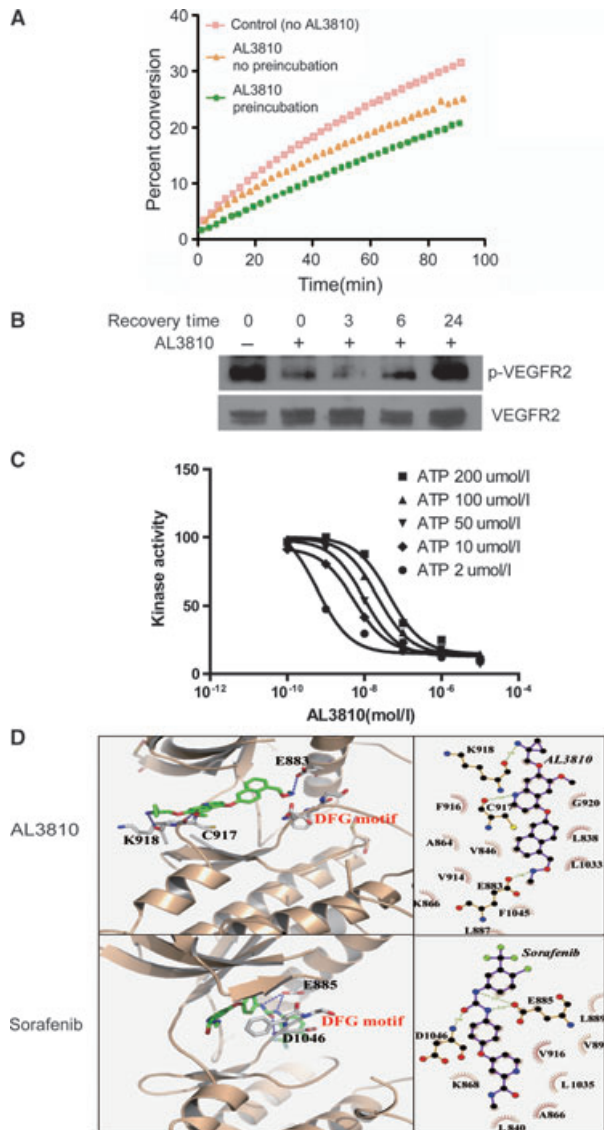 A
Control (no AL3810)
AL3810
no preincubation
AL3810
preincubation
Percent conversion
40
30
20
10
0
0 20 40 60 80 100
Time(min)
B
Recovery time 0 0 3 6 24
AL3810 – + + + +
p-VEGFR2
VEGFR2
C
Kinase activity
150
100
50
0
ATP 200 umol/l
ATP 100 umol/l
ATP 50 umol/l
ATP 10 umol/l
ATP 2 umol/l
10-12 10-10 10-8 10-6 10-4
AL3810(mol/l)
D
AL3810
E883
DFG motif
K918
C917
K918
AL3810
C917
F916
G920
A864
V846
L838
V914
L1033
E883
K866
F1045
L887
Sorafenib
E885
DFG motif
D1046
Sorafenib
E885
L889
D1046
V89
V916
K868
L1035
A866
L840